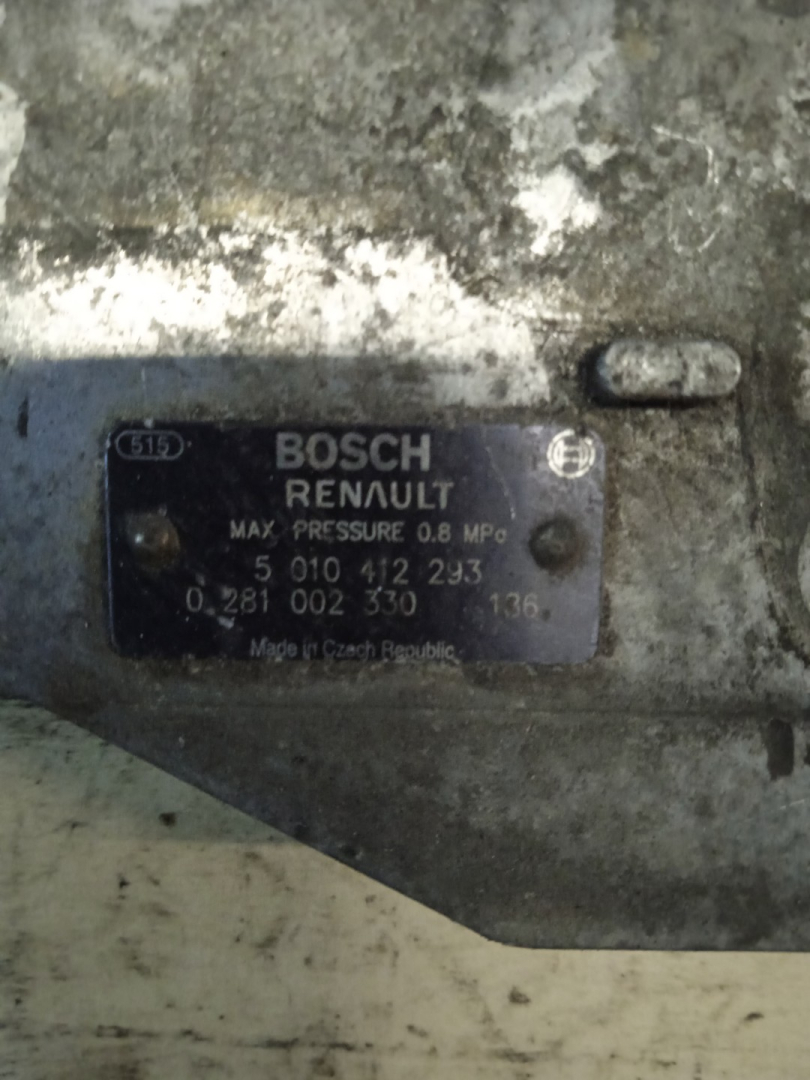 515
BOSCH
RENAULT
MAX PRESSURE 0.8 MPa
5 010 412 293
0 281 002 330 136
Made in Czech Republic